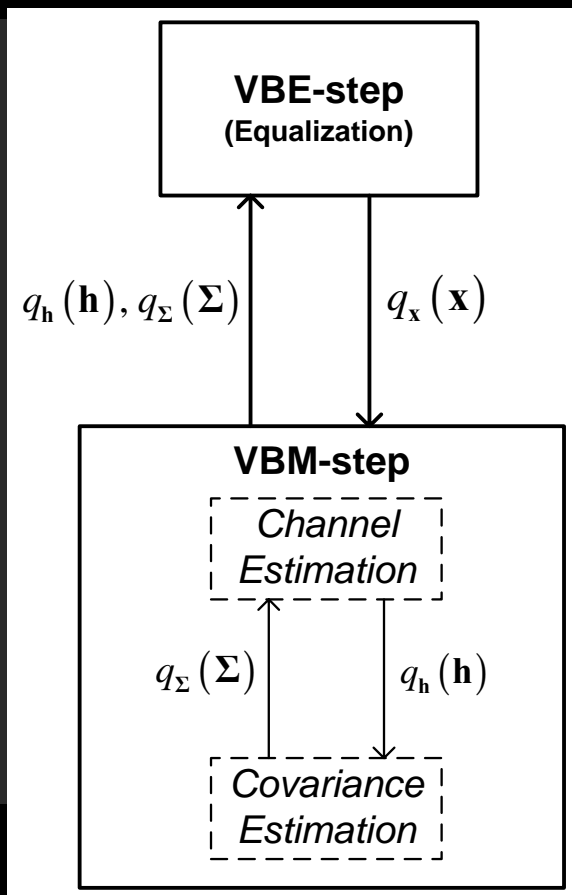 VBE-step
(Equalization)
q_h (h), q_Σ (Σ)
q_x (x)
VBM-step
Channel
Estimation
q_Σ (Σ)
q_h (h)
Covariance
Estimation